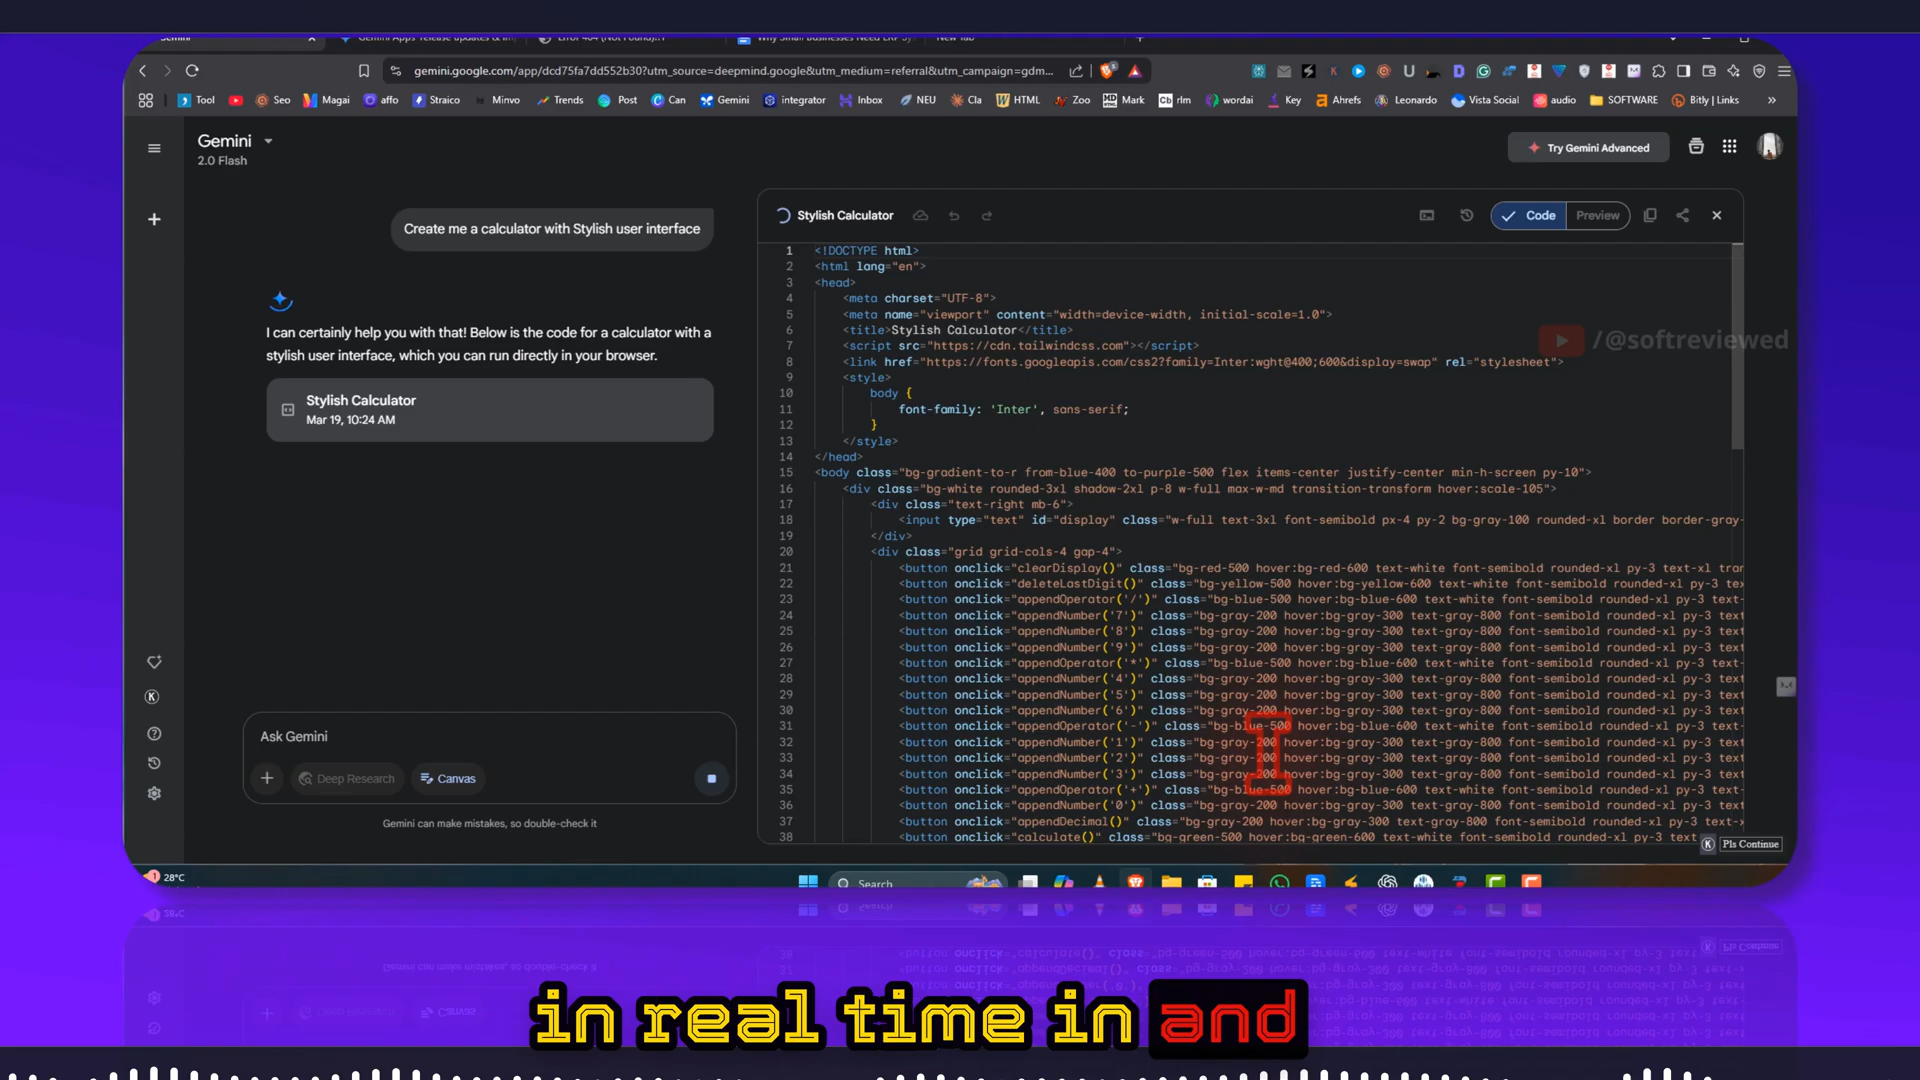 Gemini
Gemini Apps' release updates & im
Error 404 (Not Found)!!1
Why Small Businesses Need ERP Sy
New Tab
gemini.google.com/app/dcd75fa7dd552b30?utm_source=deepmind.google&utm_medium=referral&utm_campaign=gdm...
Tool
Seo
Magai
affo
Straico
Minvo
Trends
Post
Can
Gemini
integrator
Inbox
NEU
Cla
HTML
Zoo
Mark
rlm
wordai
Key
Ahrefs
Leonardo
Vista Social
audio
SOFTWARE
Bitly | Links
Gemini
2.0 Flash
Try Gemini Advanced
Create me a calculator with Stylish user interface
I can certainly help you with that! Below is the code for a calculator with a
stylish user interface, which you can run directly in your browser.
Stylish Calculator
Mar 19, 10:24 AM
Ask Gemini
Deep Research
Canvas
Gemini can make mistakes, so double-check it
Stylish Calculator
Code
Preview
1 <!DOCTYPE html>
2 <html lang="en">
3 <head>
4 <meta charset="UTF-8">
5 <meta name="viewport" content="width=device-width, initial-scale=1.0">
6 <title>Stylish Calculator</title>
7 <script src="https://cdn.tailwindcss.com"></script>
8 <link href="https://fonts.googleapis.com/css2?family=Inter:wght@400;600&display=swap" rel="stylesheet">
9 <style>
10 body {
11 font-family: 'Inter', sans-serif;
12 }
13 </style>
14 </head>
15 <body class="bg-gradient-to-r from-blue-400 to-purple-500 flex items-center justify-center min-h-screen py-10">
16 <div class="bg-white rounded-3xl shadow-2xl p-8 w-full max-w-md transition-transform hover:scale-105">
17 <div class="text-right mb-6">
18 <input type="text" id="display" class="w-full text-3xl font-semibold px-4 py-2 bg-gray-100 rounded-xl border border-gray-
19 </div>
20 <div class="grid grid-cols-4 gap-4">
21 <button onclick="clearDisplay()" class="bg-red-500 hover:bg-red-600 text-white font-semibold rounded-xl py-3 text-xl tran
22 <button onclick="deleteLastDigit()" class="bg-yellow-500 hover:bg-yellow-600 text-white font-semibold rounded-xl py-3 tex
23 <button onclick="appendOperator('/')" class="bg-blue-500 hover:bg-blue-600 text-white font-semibold rounded-xl py-3 text-
24 <button onclick="appendNumber('7')" class="bg-gray-200 hover:bg-gray-300 text-gray-800 font-semibold rounded-xl py-3 text
25 <button onclick="appendNumber('8')" class="bg-gray-200 hover:bg-gray-300 text-gray-800 font-semibold rounded-xl py-3 text
26 <button onclick="appendNumber('9')" class="bg-gray-200 hover:bg-gray-300 text-gray-800 font-semibold rounded-xl py-3 text
27 <button onclick="appendOperator('*')" class="bg-blue-500 hover:bg-blue-600 text-white font-semibold rounded-xl py-3 text-
28 <button onclick="appendNumber('4')" class="bg-gray-200 hover:bg-gray-300 text-gray-800 font-semibold rounded-xl py-3 text
29 <button onclick="appendNumber('5')" class="bg-gray-200 hover:bg-gray-300 text-gray-800 font-semibold rounded-xl py-3 text
30 <button onclick="appendNumber('6')" class="bg-gray-200 hover:bg-gray-300 text-gray-800 font-semibold rounded-xl py-3 text
31 <button onclick="appendOperator('-')" class="bg-blue-500 hover:bg-blue-600 text-white font-semibold rounded-xl py-3 text-
32 <button onclick="appendNumber('1')" class="bg-gray-200 hover:bg-gray-300 text-gray-800 font-semibold rounded-xl py-3 text
33 <button onclick="appendNumber('2')" class="bg-gray-200 hover:bg-gray-300 text-gray-800 font-semibold rounded-xl py-3 text
34 <button onclick="appendNumber('3')" class="bg-gray-200 hover:bg-gray-300 text-gray-800 font-semibold rounded-xl py-3 text
35 <button onclick="appendOperator('+')" class="bg-blue-500 hover:bg-blue-600 text-white font-semibold rounded-xl py-3 text-
36 <button onclick="appendNumber('0')" class="bg-gray-200 hover:bg-gray-300 text-gray-800 font-semibold rounded-xl py-3 text
37 <button onclick="appendDecimal()" class="bg-gray-200 hover:bg-gray-300 text-gray-800 font-semibold rounded-xl py-3 text-x
38 <button onclick="calculate()" class="bg-green-500 hover:bg-green-600 text-white font-semibold rounded-xl py-3 text
/@softreviewed
Pls Continue
28°C
Search
in real time in and